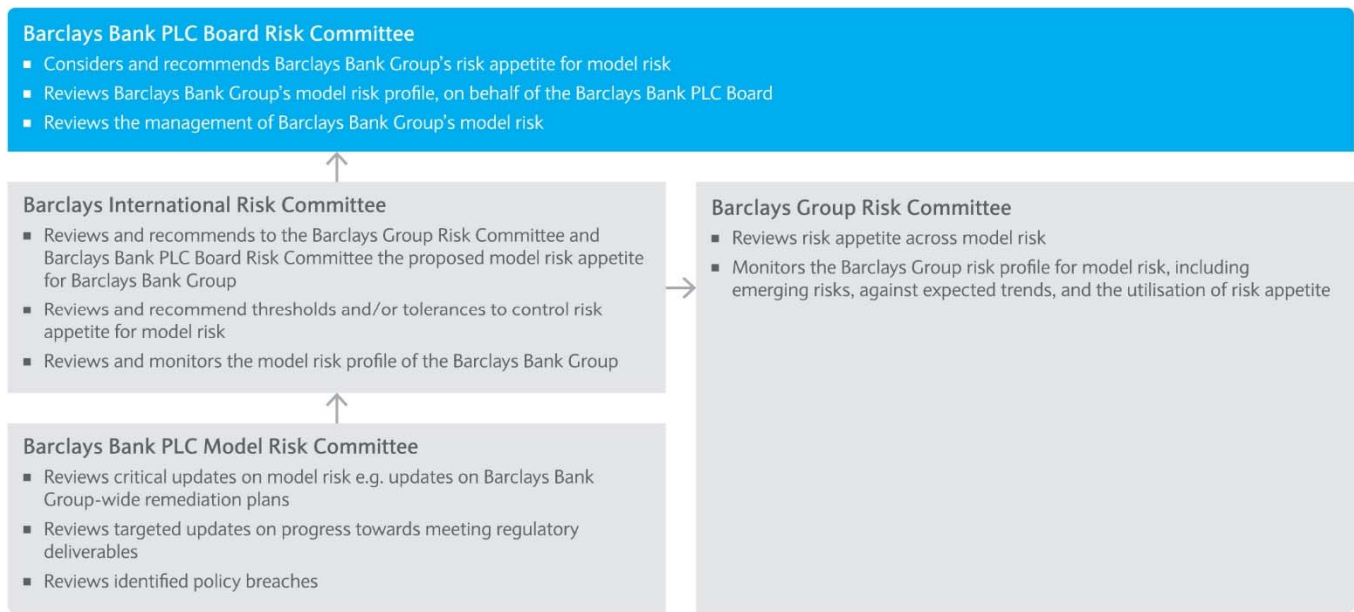 Barclays Bank PLC Board Risk Committee
▪ Considers and recommends Barclays Bank Group’s risk appetite for model risk
▪ Reviews Barclays Bank Group’s model risk profile, on behalf of the Barclays Bank PLC Board
▪ Reviews the management of Barclays Bank Group’s model risk
Barclays International Risk Committee
▪ Reviews and recommends to the Barclays Group Risk Committee and
Barclays Bank PLC Board Risk Committee the proposed model risk appetite
for Barclays Bank Group
▪ Reviews and recommend thresholds and/or tolerances to control risk
appetite for model risk
▪ Reviews and monitors the model risk profile of the Barclays Bank Group
Barclays Group Risk Committee
▪ Reviews risk appetite across model risk
▪ Monitors the Barclays Group risk profile for model risk, including
emerging risks, against expected trends, and the utilisation of risk appetite
Barclays Bank PLC Model Risk Committee
▪ Reviews critical updates on model risk e.g. updates on Barclays Bank
Group-wide remediation plans
▪ Reviews targeted updates on progress towards meeting regulatory
deliverables
▪ Reviews identified policy breaches